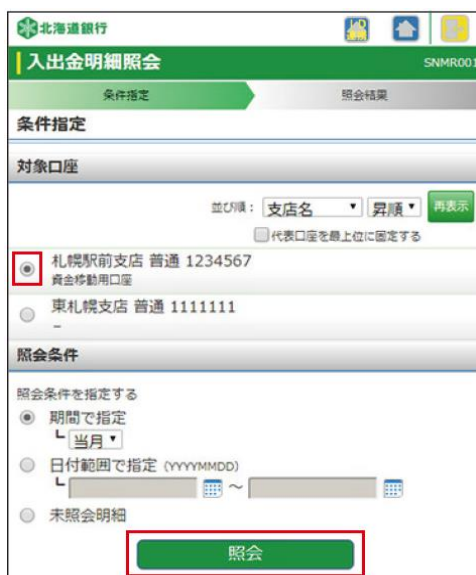 北海道銀行
入出金明細照会 SNMR001
条件指定 照会結果
条件指定
対象口座
並び順： 支店名 昇順 再表示
代表口座を最上位に固定する
札幌駅前支店 普通 1234567
資金移動用口座
東札幌支店 普通 1111111
－
照会条件
照会条件を指定する
期間で指定
┗ 当月
日付範囲で指定 (YYYYMMDD)
┗ ～
未照会明細
照会